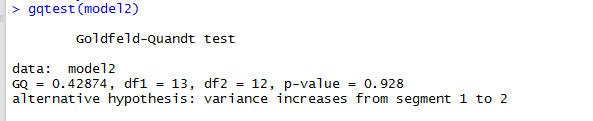 > gqtest(model2)
Goldfeld-Quandt test
data:  model2
GQ = 0.42874, df1 = 13, df2 = 12, p-value = 0.928
alternative hypothesis: variance increases from segment 1 to 2